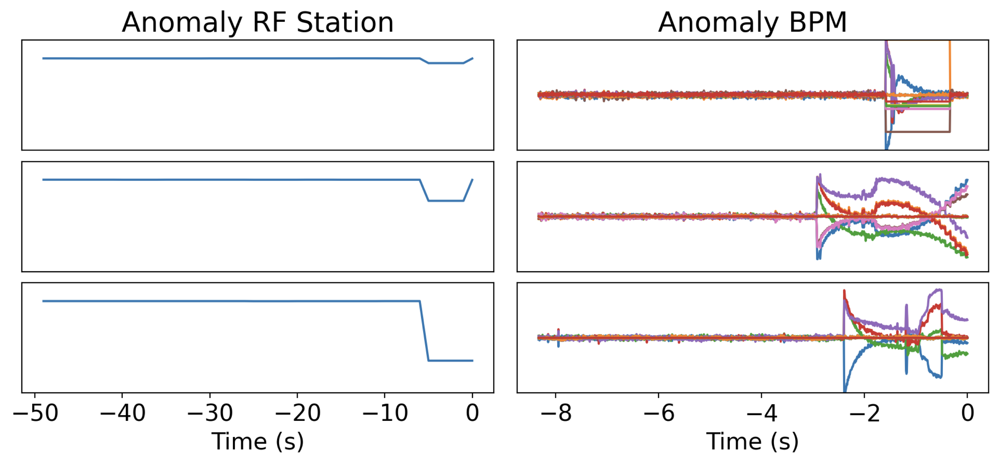 Anomaly RF Station
Anomaly BPM
−50 −40 −30 −20 −10 0
−8 −6 −4 −2 0
Time (s)
Time (s)